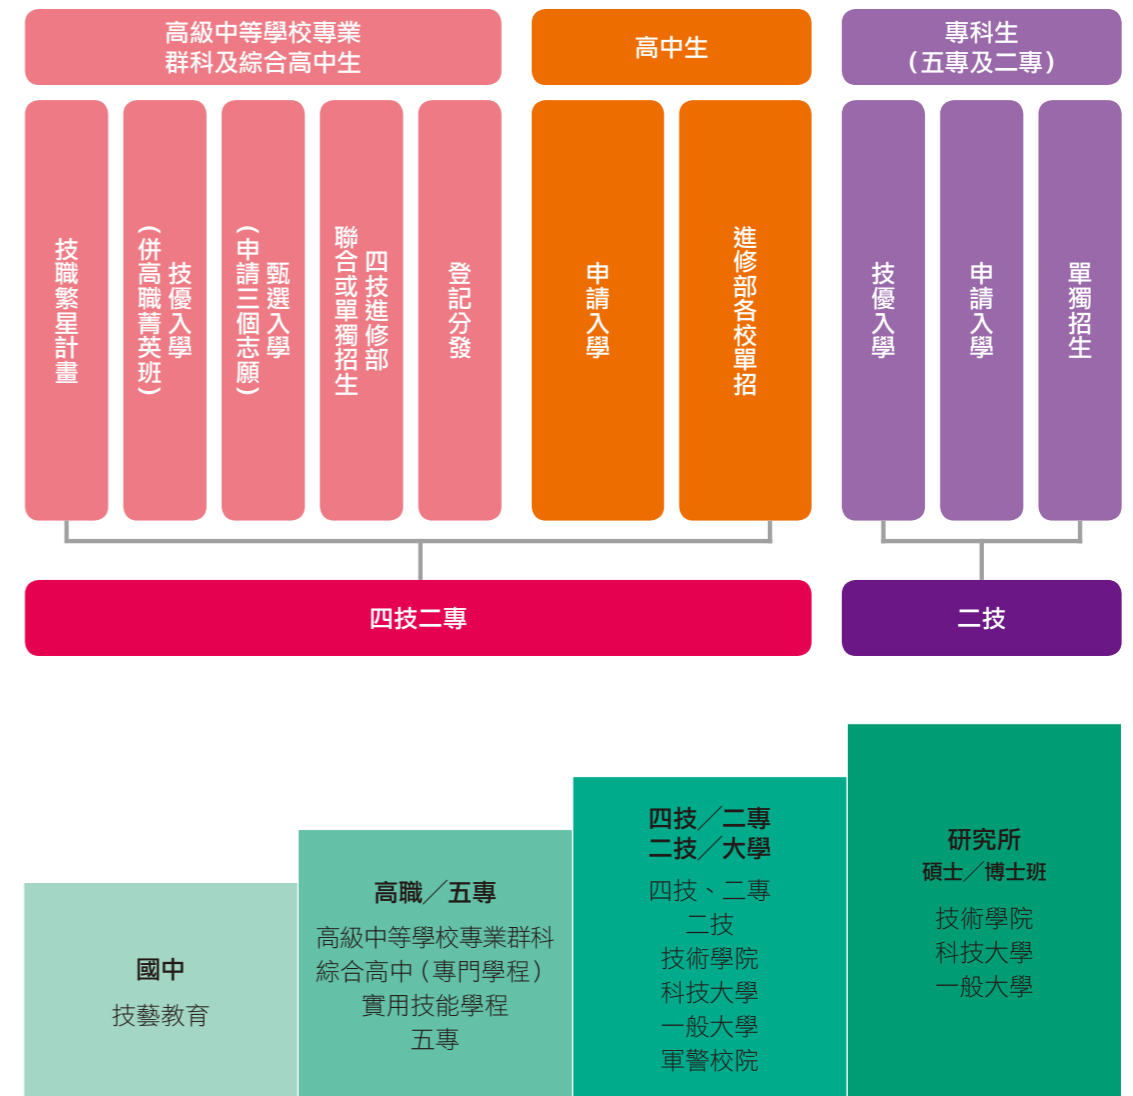 高級中等學校專業
群科及綜合高中生
高中生
專科生
（五專及二專）
技職繁星計畫
技優入學
（併高職菁英班）
甄選入學
（申請三個志願）
四技進修部
聯合或單獨招生
登記分發
申請入學
進修部各校單招
技優入學
申請入學
單獨招生
四技二專
二技
國中
技藝教育
高職╱五專
高級中等學校專業群科
綜合高中（專門學程）
實用技能學程
五專
四技╱二專
二技╱大學
四技、二專
二技
技術學院
科技大學
一般大學
軍警校院
研究所
碩士╱博士班
技術學院
科技大學
一般大學